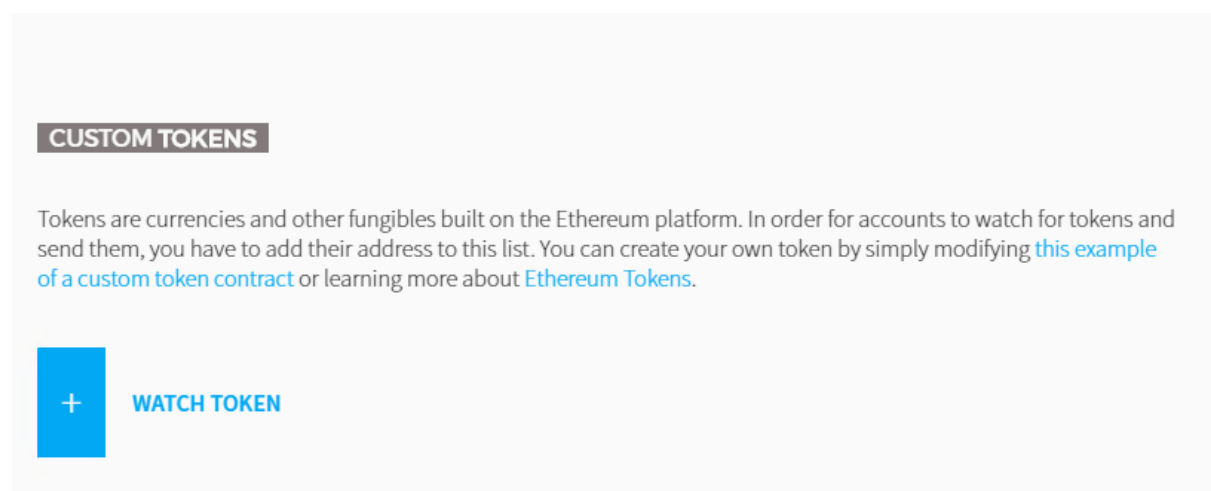 CUSTOM TOKENS
Tokens are currencies and other fungibles built on the Ethereum platform. In order for accounts to watch for tokens and
send them, you have to add their address to this list. You can create your own token by simply modifying this example
of a custom token contract or learning more about Ethereum Tokens.
+ WATCH TOKEN